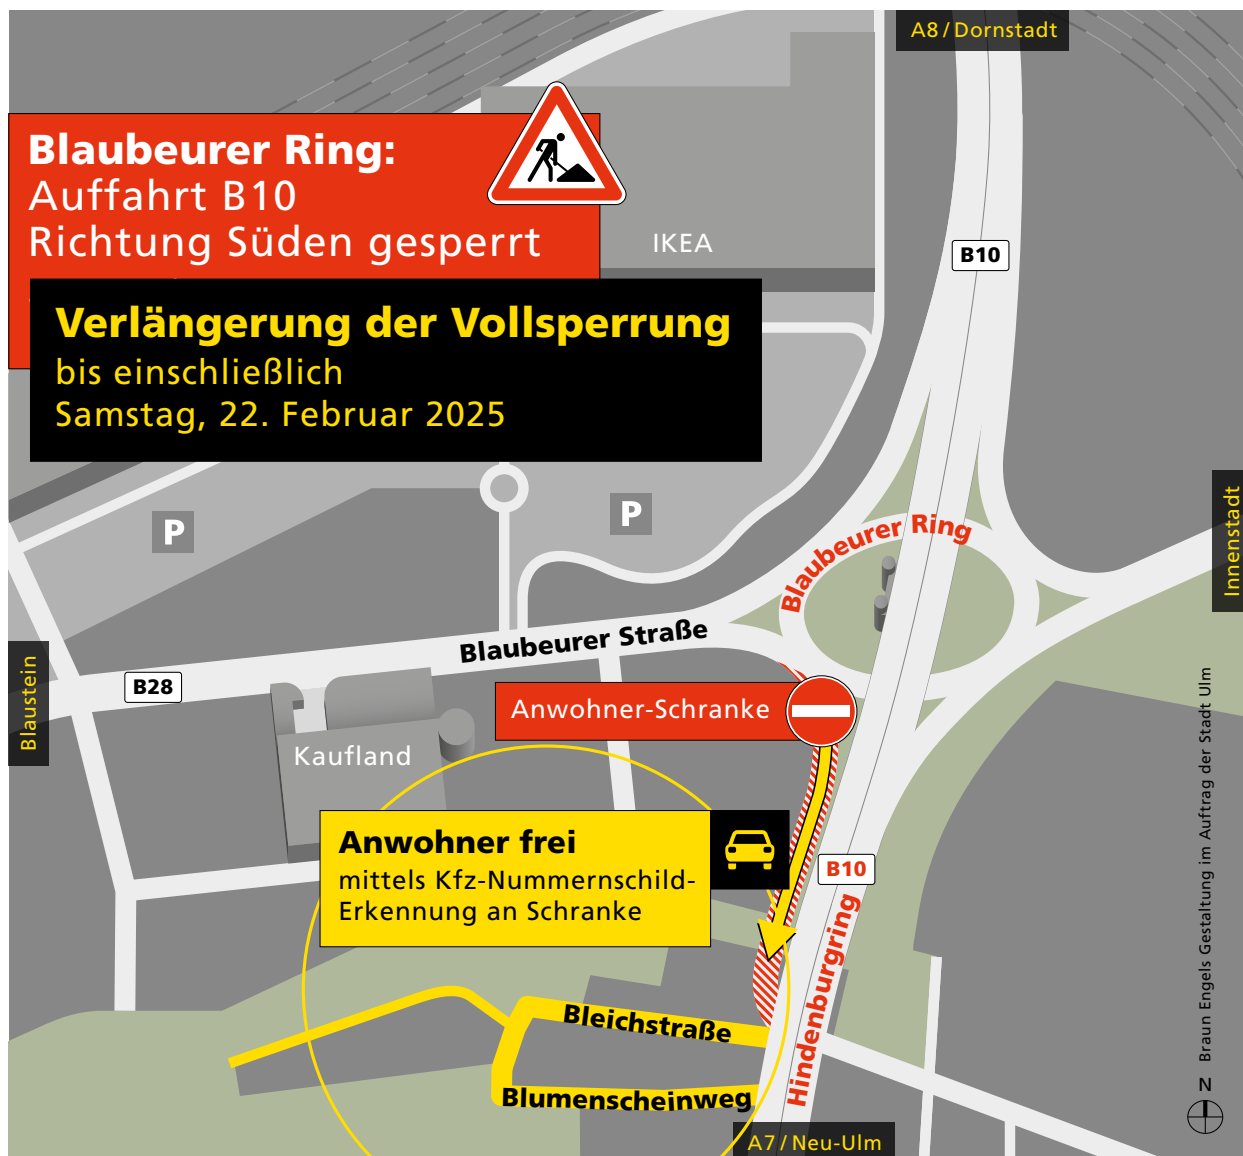 A8/Dornstadt
Blaubeurer Ring:
Auffahrt B10
Richtung Süden gesperrt
IKEA
B10
Verlängerung der Vollsperrung
bis einschließlich
Samstag, 22. Februar 2025
P
P
Blaubeurer Ring
Innenstadt
Blaubeurer Straße
Blaustein
B28
Anwohner-Schranke
Kaufland
Anwohner frei
mittels Kfz-Nummernschild-
Erkennung an Schranke
B10
Hindenburgring
Bleichstraße
Blumenscheinweg
A7/Neu-Ulm
N
Braun Engels Gestaltung im Auftrag der Stadt Ulm